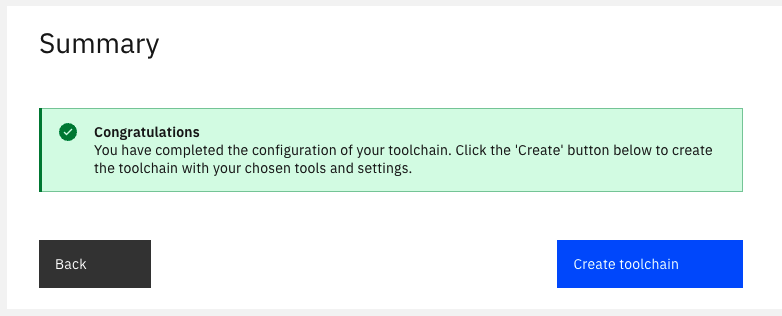 Summary
Congratulations
You have completed the configuration of your toolchain. Click the 'Create' button below to create
the toolchain with your chosen tools and settings.
Back
Create toolchain